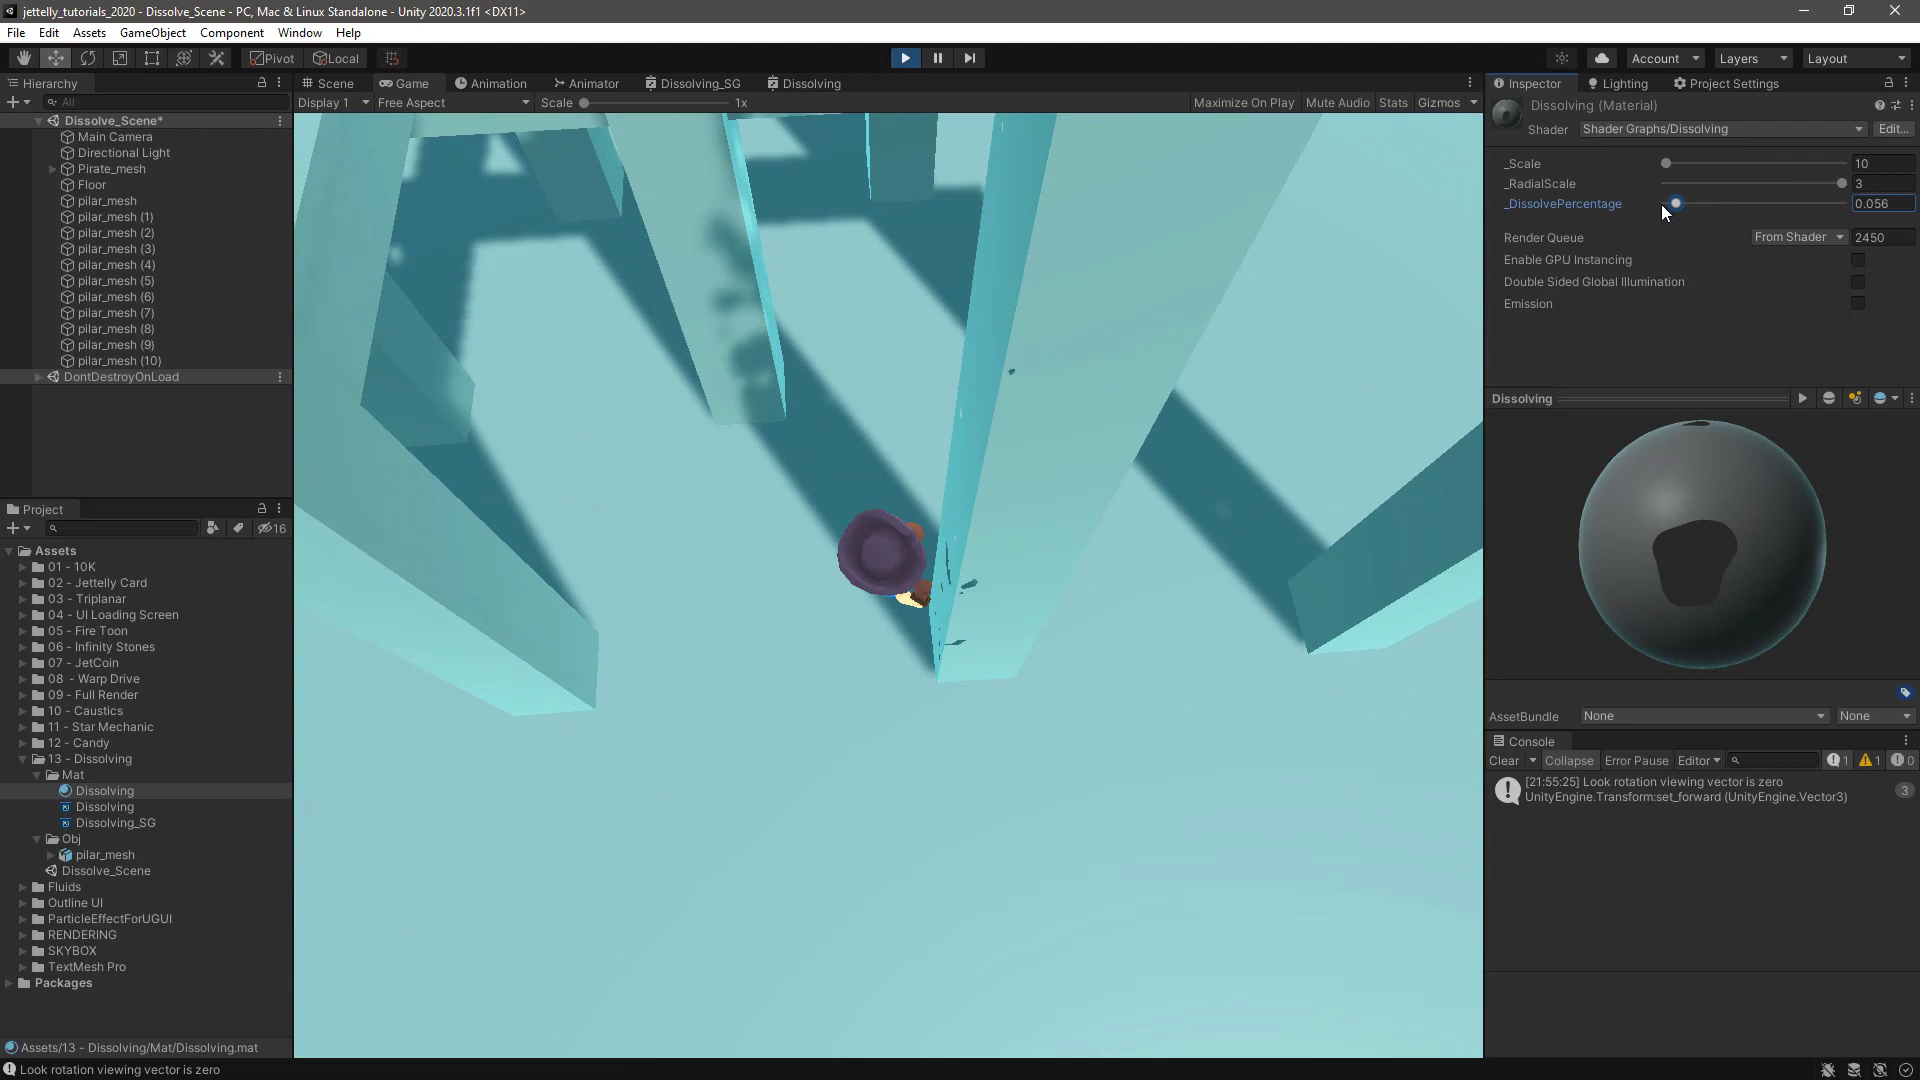 jettelly_tutorials_2020 - Dissolve_Scene - PC, Mac & Linux Standalone - Unity 2020.3.1f1 <DX11>
File Edit Assets GameObject Component Window Help
Pivot Local Account Layers Layout
Hierarchy
All
Dissolve_Scene*
Main Camera
Directional Light
Pirate_mesh
Floor
pilar_mesh
pilar_mesh (1)
pilar_mesh (2)
pilar_mesh (3)
pilar_mesh (4)
pilar_mesh (5)
pilar_mesh (6)
pilar_mesh (7)
pilar_mesh (8)
pilar_mesh (9)
pilar_mesh (10)
DontDestroyOnLoad
Project
16
Assets
01 - 10K
02 - Jettelly Card
03 - Triplanar
04 - UI Loading Screen
05 - Fire Toon
06 - Infinity Stones
07 - JetCoin
08  - Warp Drive
09 - Full Render
10 - Caustics
11 - Star Mechanic
12 - Candy
13 - Dissolving
Mat
Dissolving
Dissolving
Dissolving_SG
Obj
pilar_mesh
Dissolve_Scene
Fluids
Outline UI
ParticleEffectForUGUI
RENDERING
SKYBOX
TextMesh Pro
Packages
Assets/13 - Dissolving/Mat/Dissolving.mat
Look rotation viewing vector is zero
Scene Game Animation Animator Dissolving_SG Dissolving
Display 1 Free Aspect Scale 1x Maximize On Play Mute Audio Stats Gizmos
Inspector Lighting Project Settings
Dissolving (Material)
Shader Shader Graphs/Dissolving Edit...
_Scale 10
_RadialScale 3
_DissolvePercentage 0.056
Render Queue From Shader 2450
Enable GPU Instancing
Double Sided Global Illumination
Emission
Dissolving
AssetBundle None None
Console
Clear Collapse Error Pause Editor 1 1 0
[21:55:25] Look rotation viewing vector is zero
UnityEngine.Transform:set_forward (UnityEngine.Vector3)
3